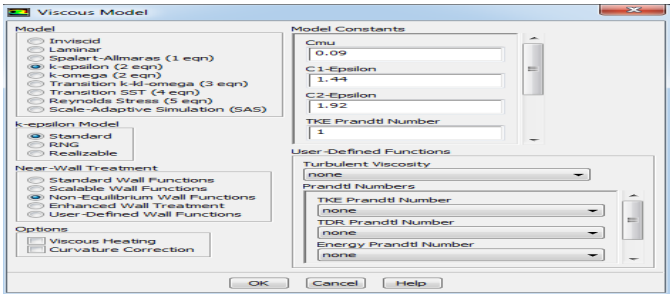 Viscous Model
Model
Inviscid
Laminar
Spalart-Allmaras (1 eqn)
k-epsilon (2 eqn)
k-omega (2 eqn)
Transition k-kl-omega (3 eqn)
Transition SST (4 eqn)
Reynolds Stress (5 eqn)
Scale-Adaptive Simulation (SAS)
k-epsilon Model
Standard
RNG
Realizable
Near-Wall Treatment
Standard Wall Functions
Scalable Wall Functions
Non-Equilibrium Wall Functions
Enhanced Wall Treatment
User-Defined Wall Functions
Options
Viscous Heating
Curvature Correction
Model Constants
Cmu
0.09
C1-Epsilon
1.44
C2-Epsilon
1.92
TKE Prandtl Number
1
User-Defined Functions
Turbulent Viscosity
none
Prandtl Numbers
TKE Prandtl Number
none
TDR Prandtl Number
none
Energy Prandtl Number
none
OK
Cancel
Help